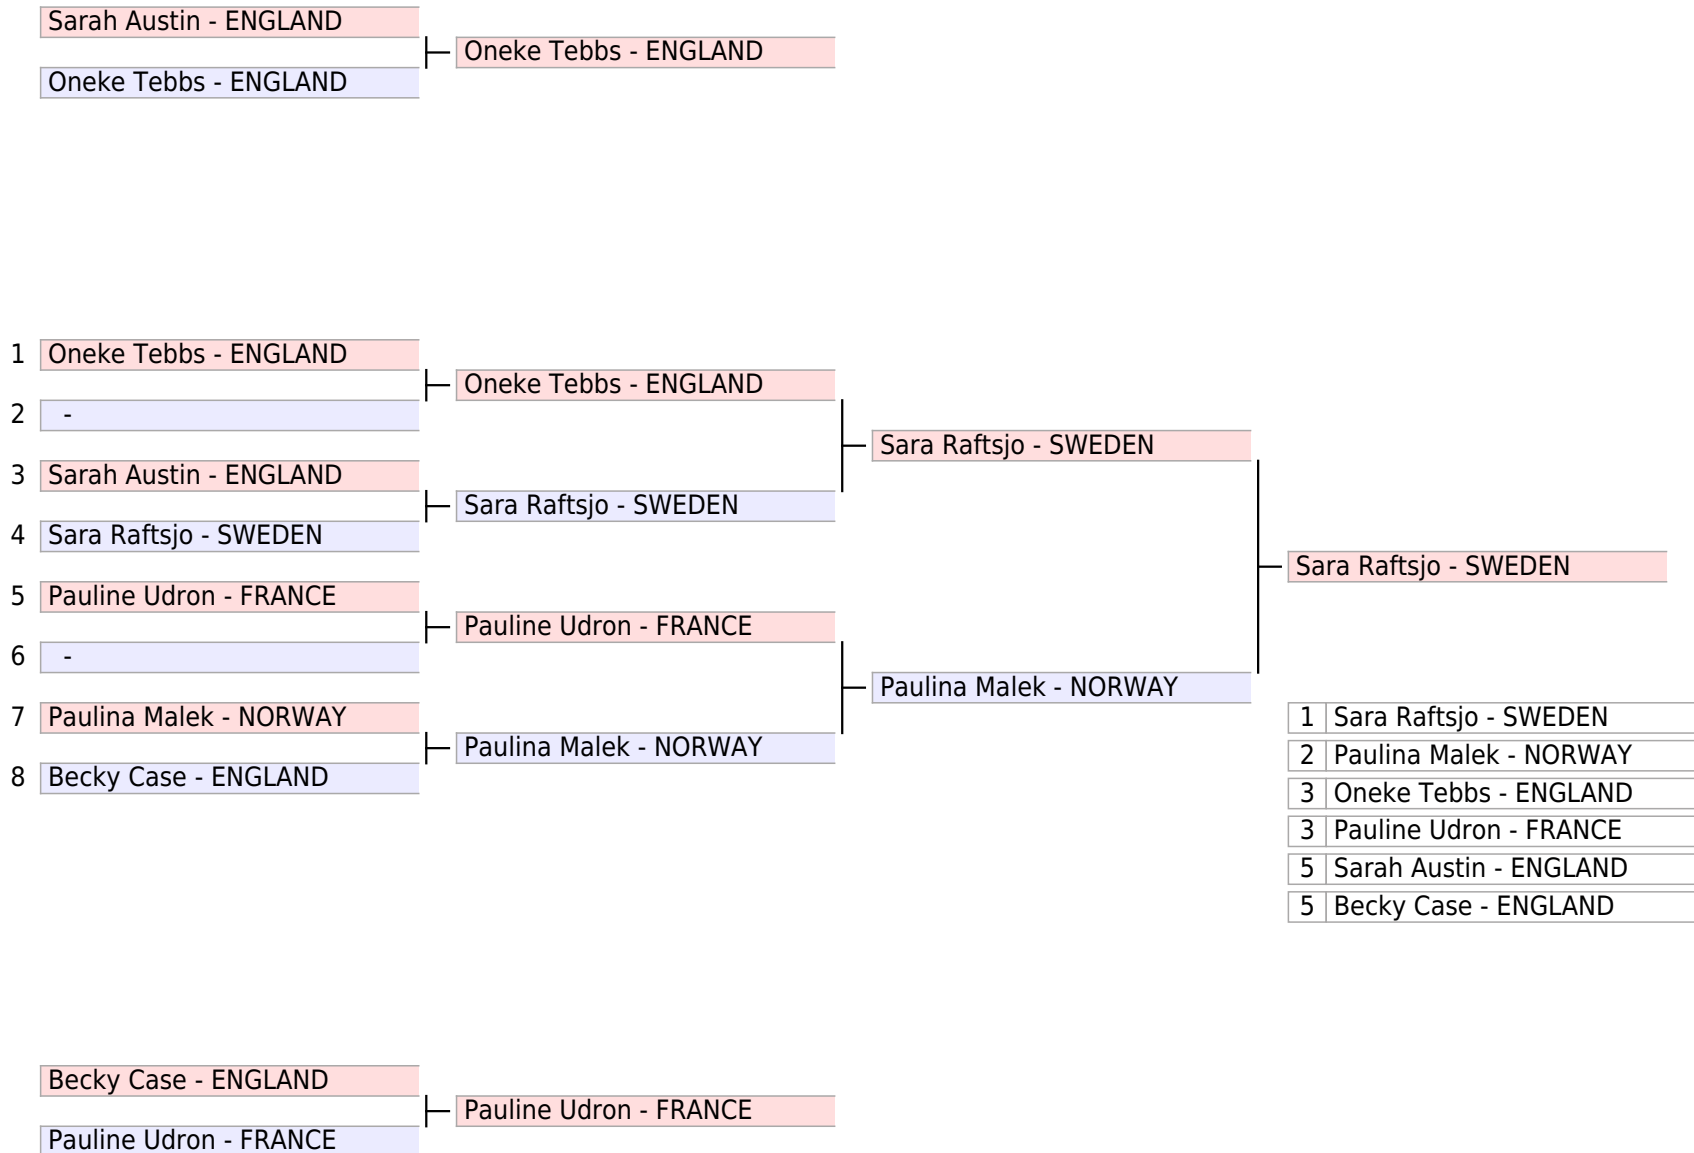 Sarah Austin - ENGLAND
Oneke Tebbs - ENGLAND
Oneke Tebbs - ENGLAND
1 Oneke Tebbs - ENGLAND
Oneke Tebbs - ENGLAND
2 -
Sara Raftsjo - SWEDEN
3 Sarah Austin - ENGLAND
Sara Raftsjo - SWEDEN
4 Sara Raftsjo - SWEDEN
Sara Raftsjo - SWEDEN
5 Pauline Udron - FRANCE
Pauline Udron - FRANCE
6 -
Paulina Malek - NORWAY
7 Paulina Malek - NORWAY
Paulina Malek - NORWAY
8 Becky Case - ENGLAND
1 Sara Raftsjo - SWEDEN
2 Paulina Malek - NORWAY
3 Oneke Tebbs - ENGLAND
3 Pauline Udron - FRANCE
5 Sarah Austin - ENGLAND
5 Becky Case - ENGLAND
Becky Case - ENGLAND
Pauline Udron - FRANCE
Pauline Udron - FRANCE